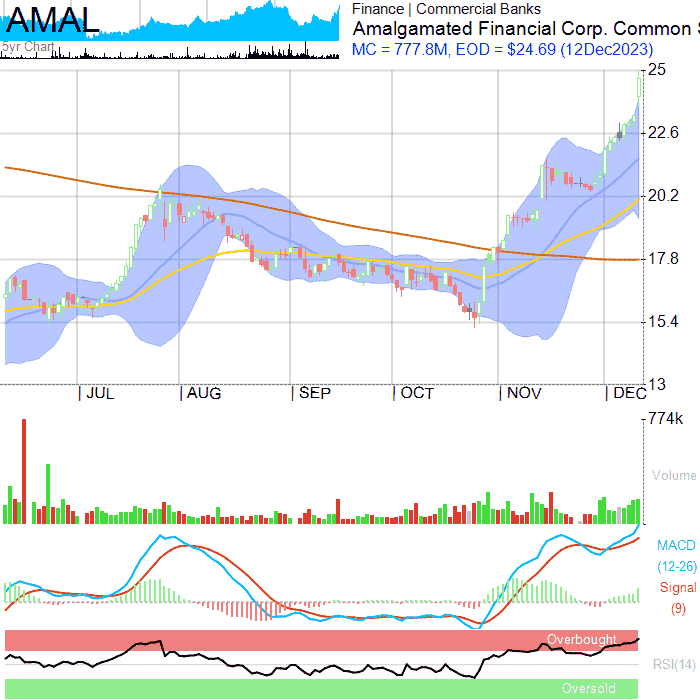 AMAL
5yr Chart
Finance | Commercial Banks
Amalgamated Financial Corp. Common S
MC = 777.8M, EOD = $24.69 (12Dec2023)
25
22.6
20.2
17.8
15.4
13
| JUL | AUG | SEP | OCT | NOV | DEC
774k
Volume
MACD
(12-26)
Signal
(9)
Overbought
RSI(14)
Oversold